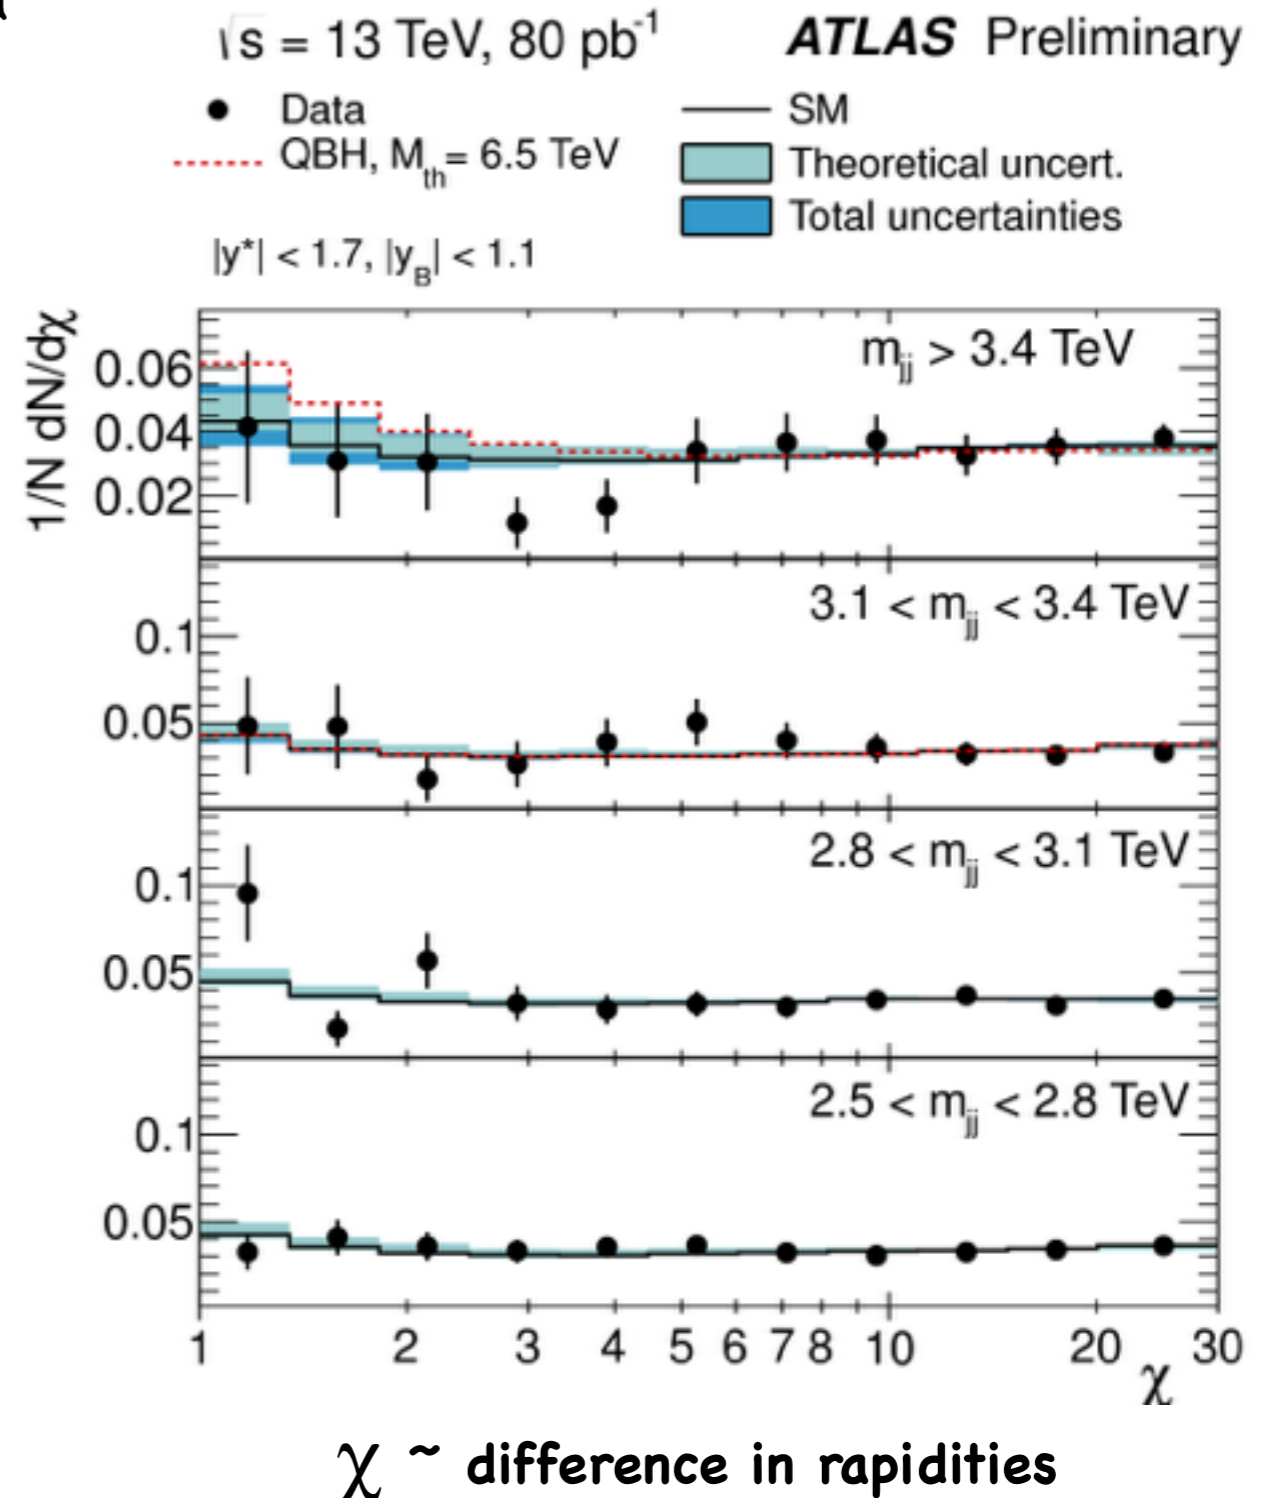 √s = 13 TeV, 80 pb⁻¹ ATLAS Preliminary
Data SM
QBH, M_th= 6.5 TeV Theoretical uncert.
Total uncertainties
|y*| < 1.7, |y_B| < 1.1
1/N dN/dχ
m_jj > 3.4 TeV
0.06
0.04
0.02
3.1 < m_jj < 3.4 TeV
0.1
0.05
2.8 < m_jj < 3.1 TeV
0.1
0.05
2.5 < m_jj < 2.8 TeV
0.1
0.05
1 2 3 4 5 6 7 8 10 20 30
χ
χ ~ difference in rapidities